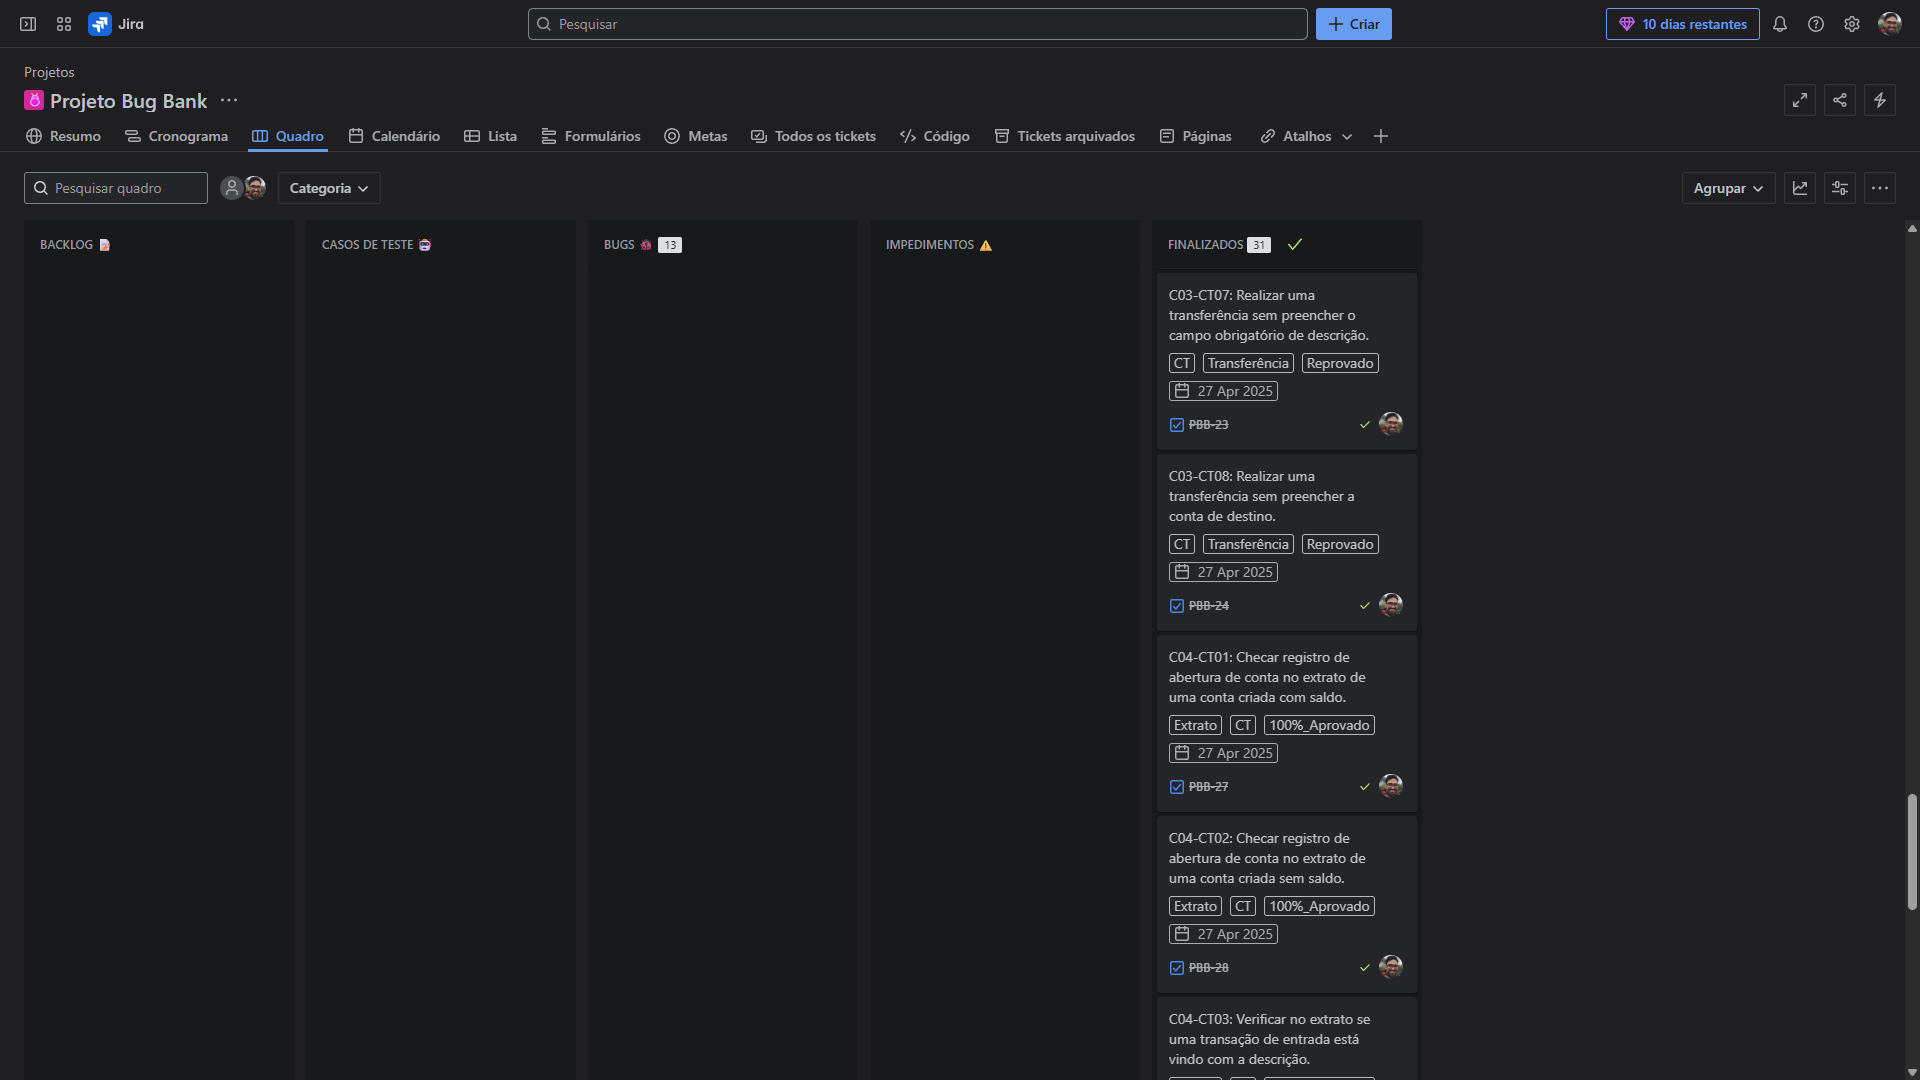 Jira
Pesquisar
Criar
10 dias restantes
Projetos
Projeto Bug Bank
Resumo
Cronograma
Quadro
Calendário
Lista
Formulários
Metas
Todos os tickets
Código
Tickets arquivados
Páginas
Atalhos
Pesquisar quadro
Categoria
Agrupar
BACKLOG
CASOS DE TESTE
BUGS 13
IMPEDIMENTOS
FINALIZADOS 31
C03-CT07: Realizar uma
transferência sem preencher o
campo obrigatório de descrição.
CT Transferência Reprovado
27 Apr 2025
PBB-23
C03-CT08: Realizar uma
transferência sem preencher a
conta de destino.
CT Transferência Reprovado
27 Apr 2025
PBB-24
C04-CT01: Checar registro de
abertura de conta no extrato de
uma conta criada com saldo.
Extrato CT 100%_Aprovado
27 Apr 2025
PBB-27
C04-CT02: Checar registro de
abertura de conta no extrato de
uma conta criada sem saldo.
Extrato CT 100%_Aprovado
27 Apr 2025
PBB-28
C04-CT03: Verificar no extrato se
uma transação de entrada está
vindo com a descrição.